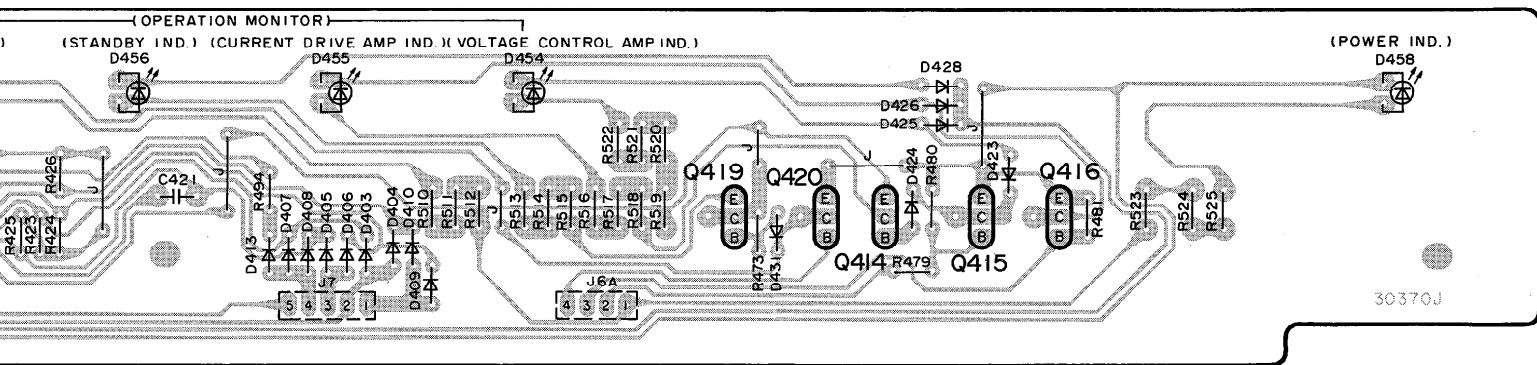 (OPERATION MONITOR)
) (STANDBY IND.) (CURRENT DRIVE AMP IND.) (VOLTAGE CONTROL AMP IND.) (POWER IND.)
D456 D455 D454 D428 D458
D426
D425
R522 R521 R520 J
R426 J C421 J R494 J J D424 R480 D423
Q419 Q420 Q416
R425 R423 R424 D407 D408 D405 D406 D403 D404 D410 R510 R511 R512 J R513 R514 R515 R516 R517 R518 R519 R481 R523 R524 R525
E E E E E
C C C C C
B B B B B
D413 D409 R473 D431 Q414 R479 Q415
J7 J6A
5 4 3 2 1 4 3 2 1
30370J